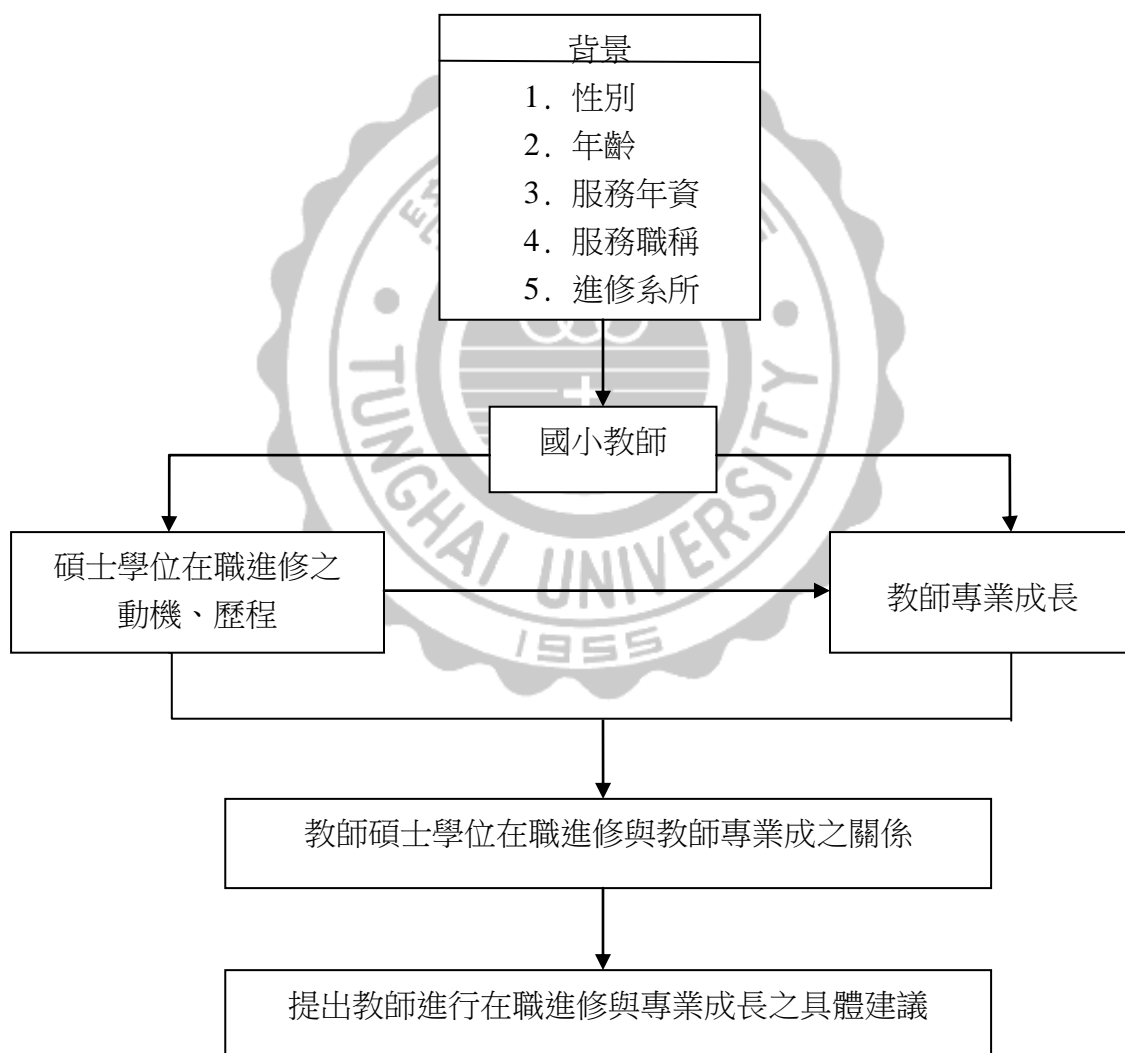 背景
1. 性別
2. 年齡
3. 服務年資
4. 服務職稱
5. 進修系所
國小教師
碩士學位在職進修之
動機、歷程
教師專業成長
教師碩士學位在職進修與教師專業成之關係
提出教師進行在職進修與專業成長之具體建議
TUNGHAI UNIVERSITY
1955